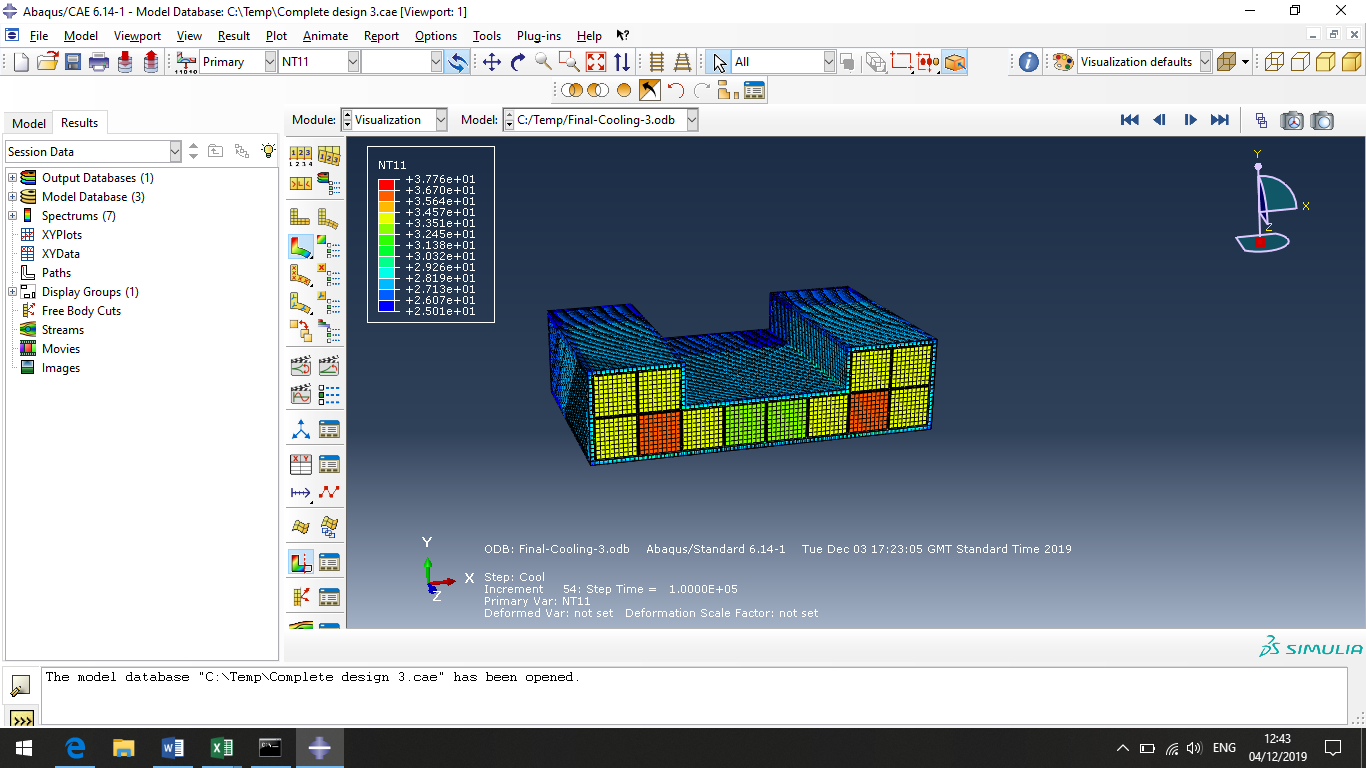 Abaqus/CAE 6.14-1 - Model Database: C:\Temp\Complete design 3.cae [Viewport: 1]
File Model Viewport View Result Plot Animate Report Options Tools Plug-ins Help
Primary NT11 All Visualization defaults
Model Results
Module: Visualization Model: C:/Temp/Final-Cooling-3.odb
Session Data
Output Databases (1)
Model Database (3)
Spectrums (7)
XYPlots
XYData
Paths
Display Groups (1)
Free Body Cuts
Streams
Movies
Images
NT11
+3.776e+01
+3.670e+01
+3.564e+01
+3.457e+01
+3.351e+01
+3.245e+01
+3.138e+01
+3.032e+01
+2.926e+01
+2.819e+01
+2.713e+01
+2.607e+01
+2.501e+01
Y
X
Z
Y
X
Z
ODB: Final-Cooling-3.odb Abaqus/Standard 6.14-1 Tue Dec 03 17:23:05 GMT Standard Time 2019
Step: Cool
Increment 54: Step Time = 1.0000E+05
Primary Var: NT11
Deformed Var: not set Deformation Scale Factor: not set
SIMULIA
The model database "C:\Temp\Complete design 3.cae" has been opened.
ENG
12:43
04/12/2019